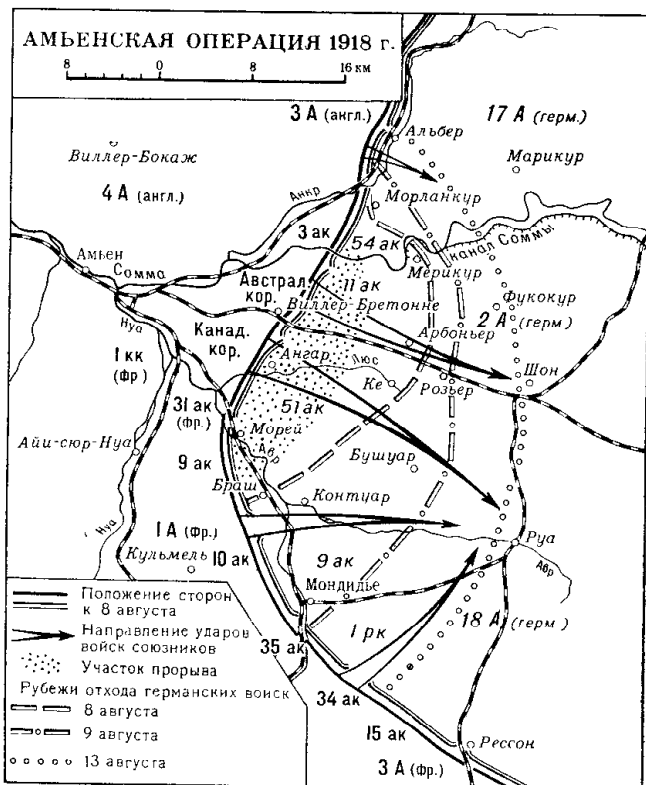 АМЬЕНСКАЯ ОПЕРАЦИЯ 1918 г.
8 0 8 16 км
3 А (англ.)
17 А (герм.)
Альбер
Виллер-Бокаж
Марикур
4 А (англ.)
Анкр
Морланкур
3 ак
54 ак
канал Соммы
Амьен
Сомма
Мерикур
Австрал.
кор.
11 ак
Фукокур
Виллер-Бретонне
2 А (герм)
Нуа
Канад.
кор.
Арбоньер
1 кк
(Фр)
Ангар
Люс
Шон
Ке
Розьер
31 ак
(Фр.)
51 ак
Морей
Айи-сюр-Нуа
9 ак
Авр
Бушуар
Браш
Контуар
Нуа
1 А (Фр.)
Руа
10 ак
Кульмель
9 ак
Авр
Мондидье
Положение сторон
к 8 августа
1 рк
18 А (герм.)
Направление ударов
войск союзников
35 ак
Участок прорыва
Рубежи отхода германских войск
34 ак
8 августа
15 ак
9 августа
Рессон
13 августа
3 А (Фр.)